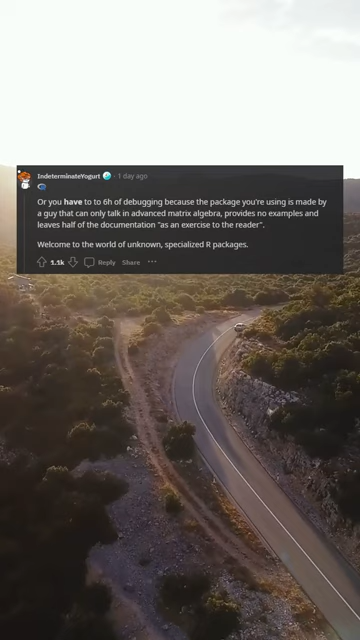 IndeterminateYogurt · 1 day ago
Or you have to to 6h of debugging because the package you're using is made by
a guy that can only talk in advanced matrix algebra, provides no examples and
leaves half of the documentation "as an exercise to the reader".
Welcome to the world of unknown, specialized R packages.
1.1k Reply Share ···